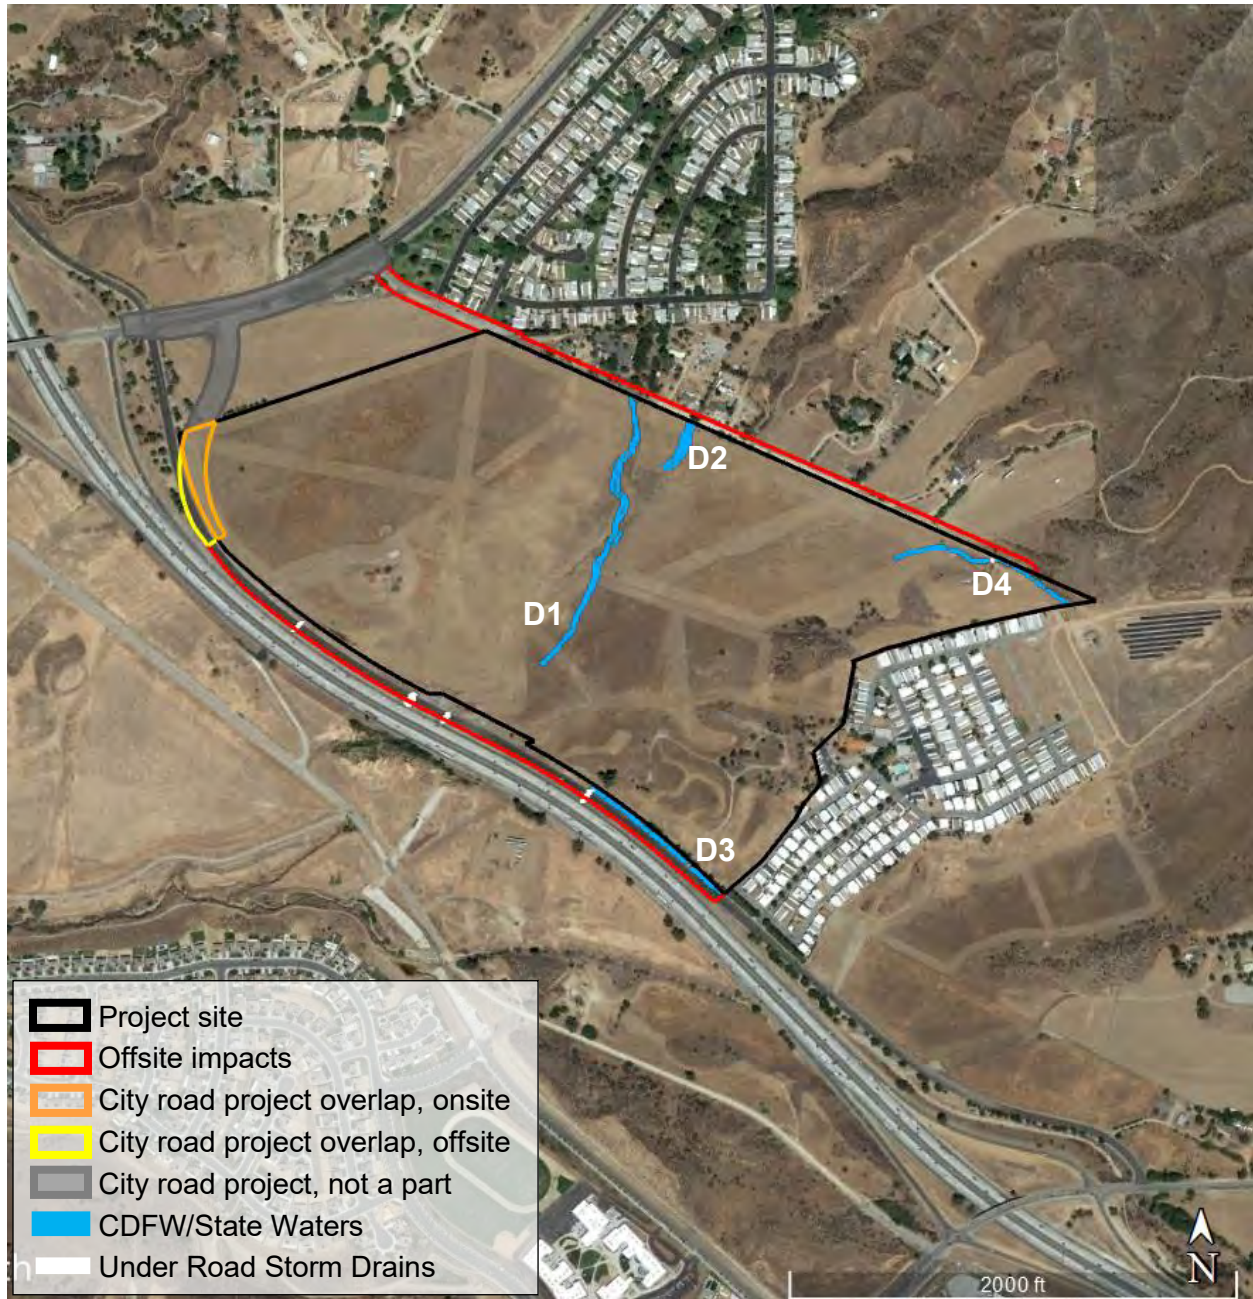 D2
D4
D1
D3
Project site
Offsite impacts
City road project overlap, onsite
City road project overlap, offsite
City road project, not a part
CDFW/State Waters
Under Road Storm Drains
N
2000 ft